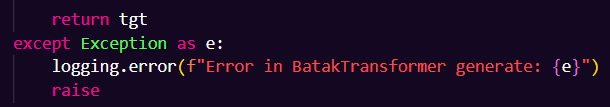 return tgt
except Exception as e:
logging.error(f"Error in BatakTransformer generate: {e}")
raise